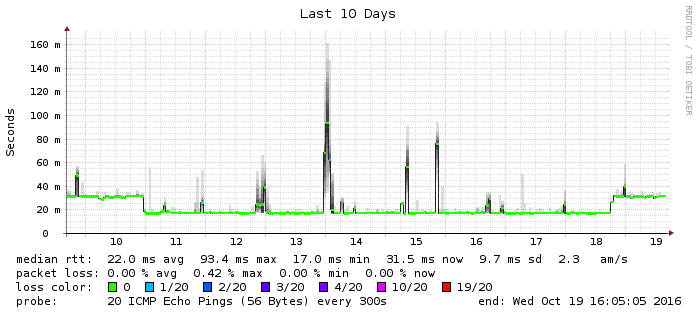 Last 10 Days
RRDTOOL / TOBI OETIKER
Seconds
160 m
140 m
120 m
100 m
80 m
60 m
40 m
20 m
0
10 11 12 13 14 15 16 17 18 19
median rtt: 22.0 ms avg 93.4 ms max 17.0 ms min 31.5 ms now 9.7 ms sd 2.3 am/s
packet loss: 0.00 % avg 0.42 % max 0.00 % min 0.00 % now
loss color: 0 1/20 2/20 3/20 4/20 10/20 19/20
probe: 20 ICMP Echo Pings (56 Bytes) every 300s end: Wed Oct 19 16:05:05 2016